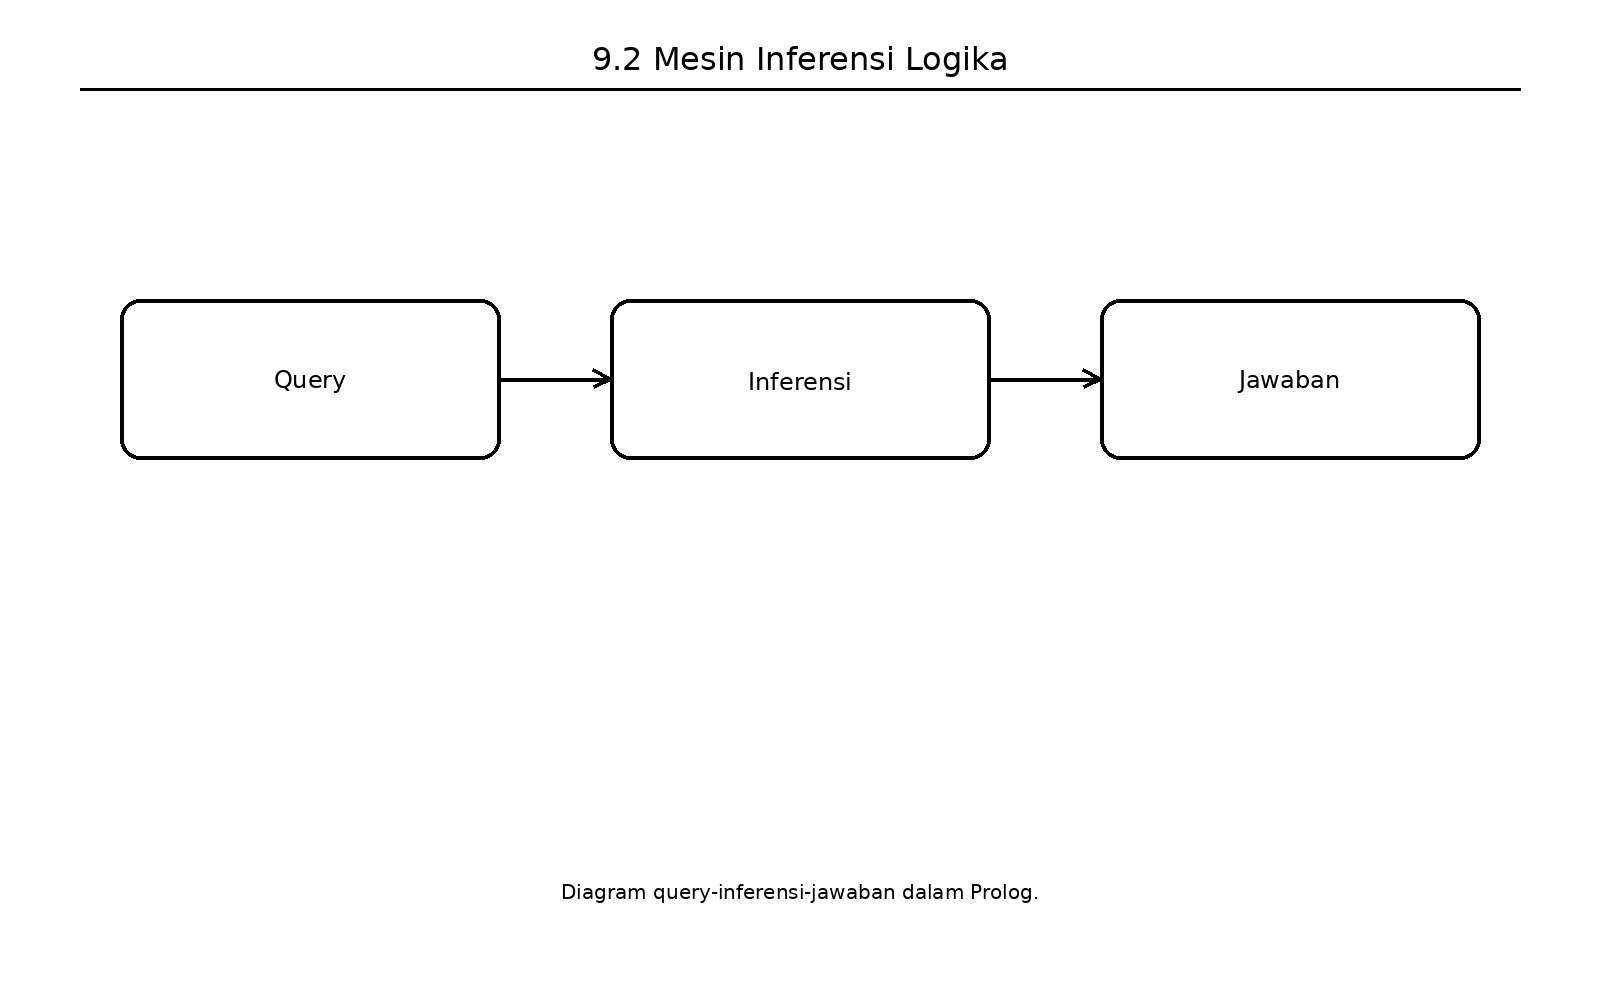 9.2 Mesin Inferensi Logika
Query
Inferensi
Jawaban
Diagram query-inferensi-jawaban dalam Prolog.